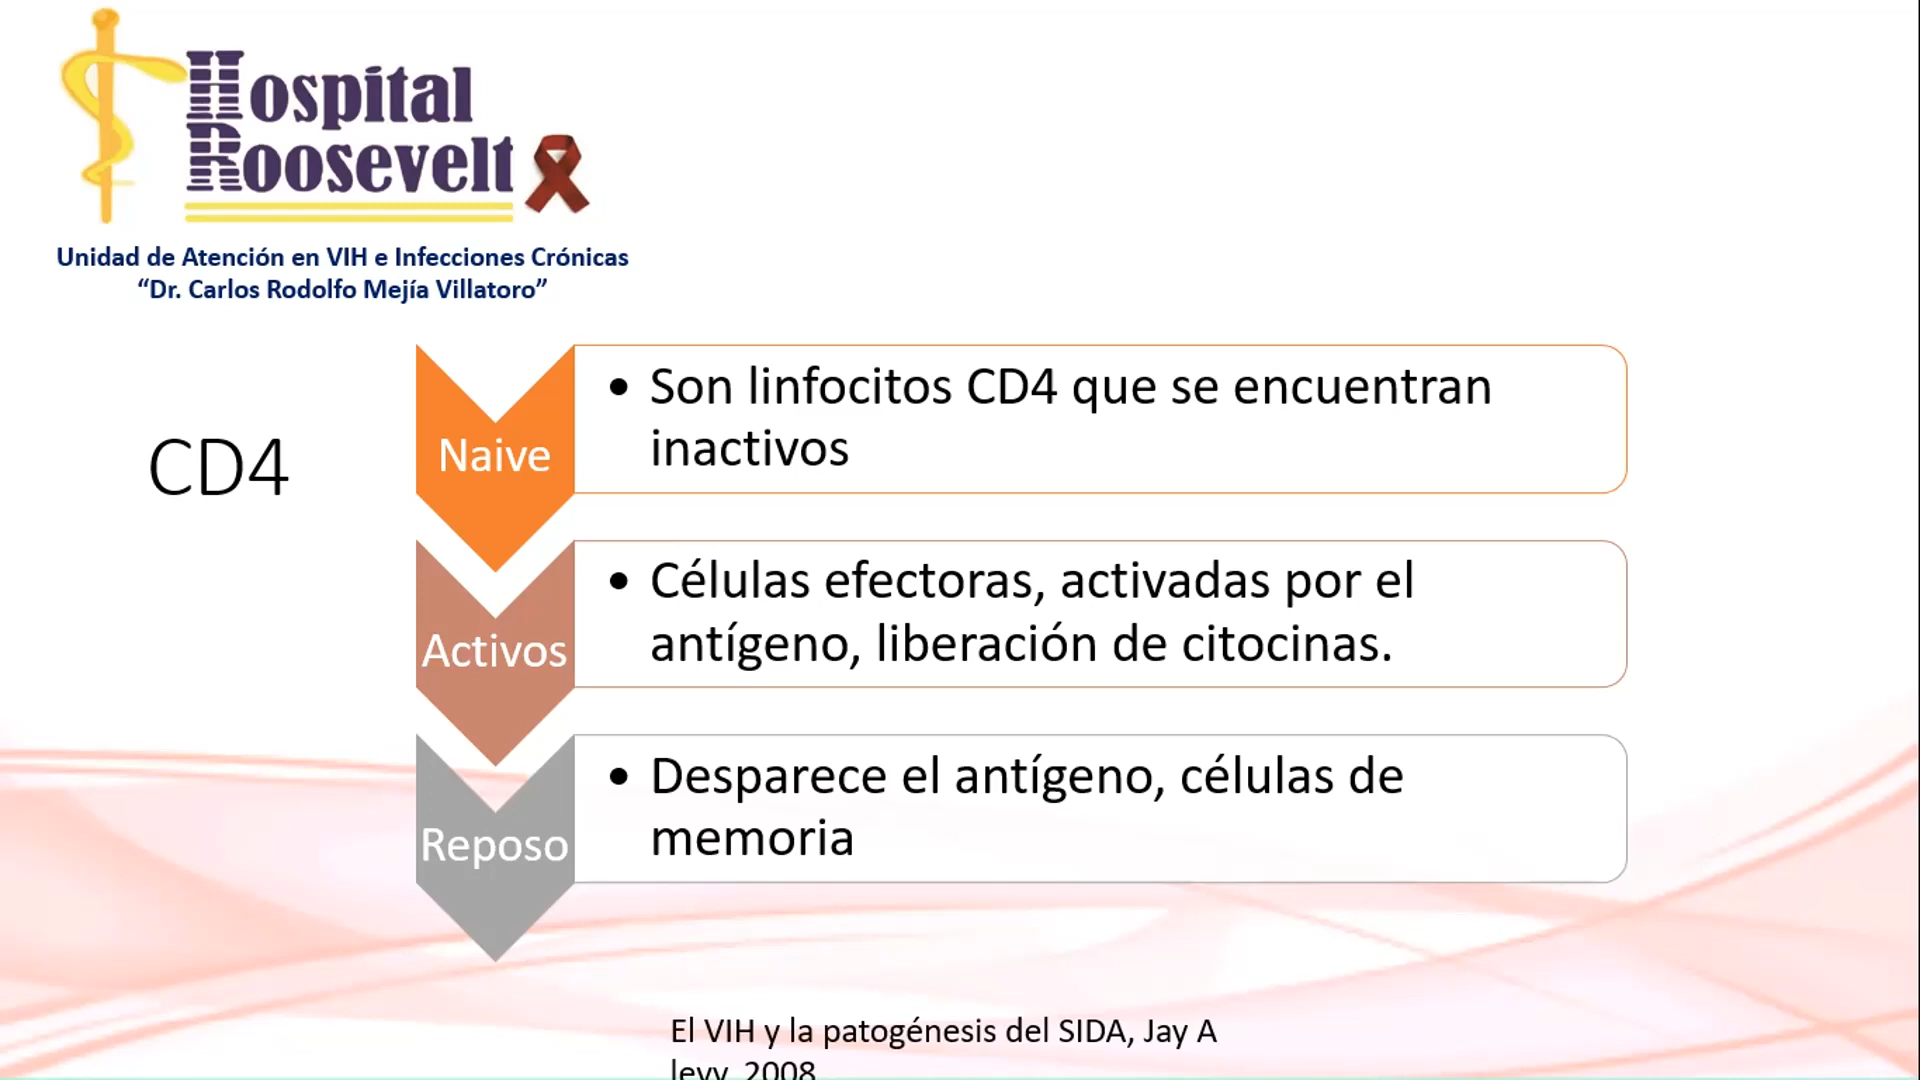 Hospital
Roosevelt
Unidad de Atención en VIH e Infecciones Crónicas
“Dr. Carlos Rodolfo Mejía Villatoro”
CD4
Naive
• Son linfocitos CD4 que se encuentran
inactivos
Activos
• Células efectoras, activadas por el
antígeno, liberación de citocinas.
Reposo
• Desparece el antígeno, células de
memoria
El VIH y la patogénesis del SIDA, Jay A
levy, 2008